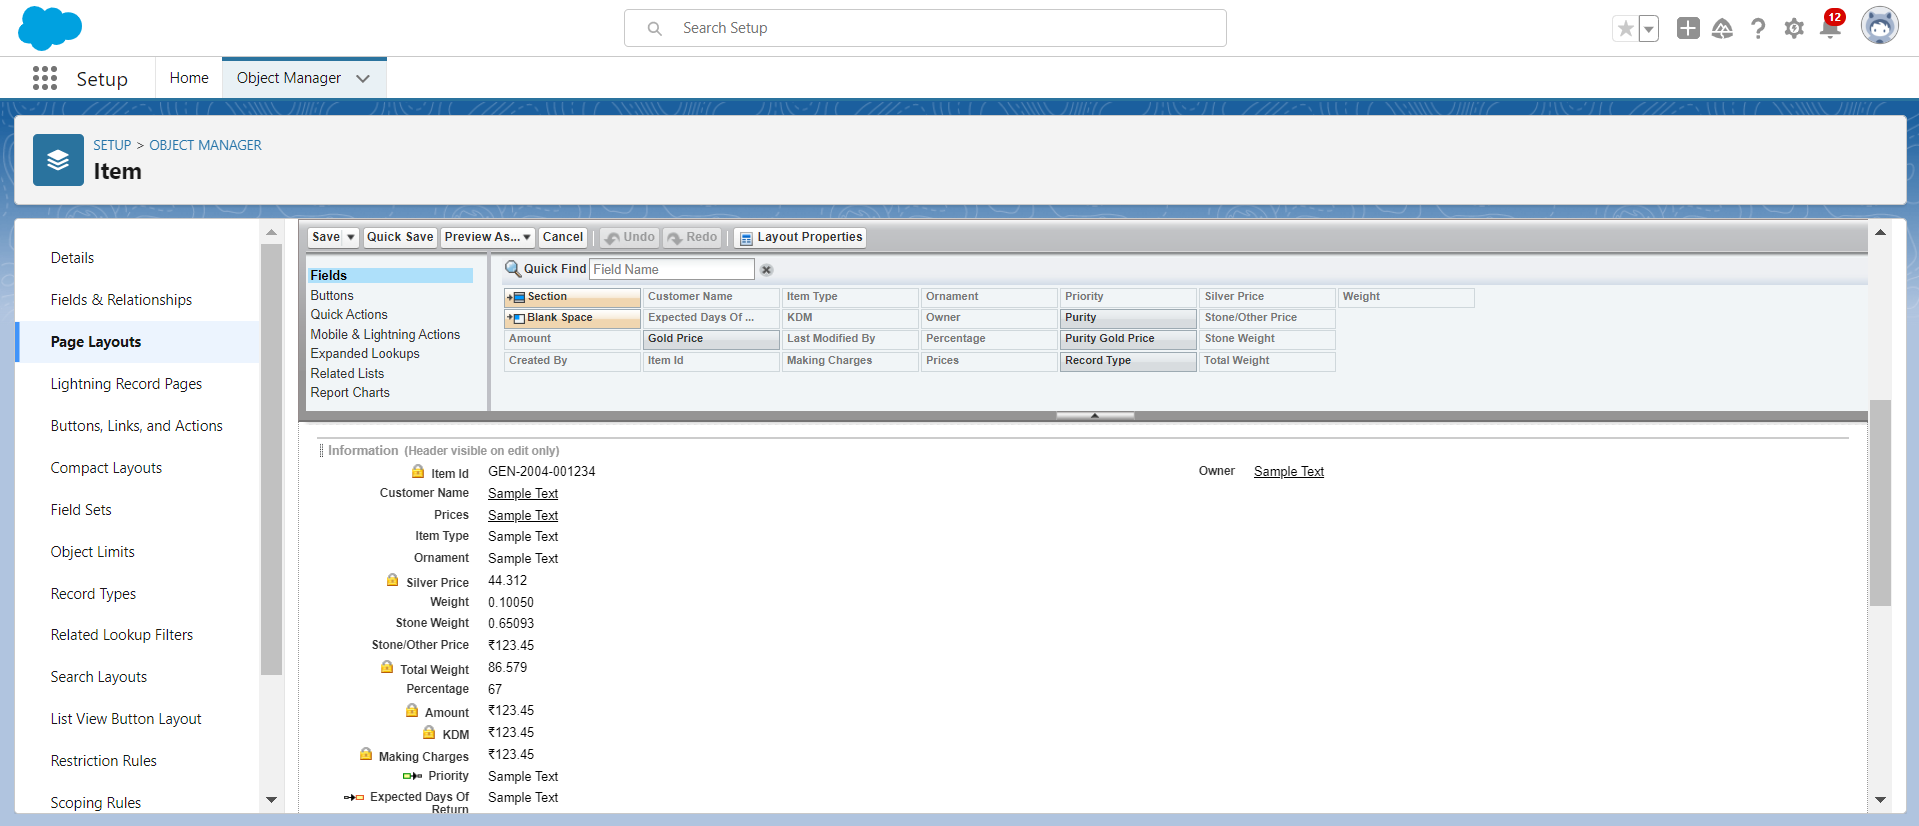 Search Setup
12
Setup
Home
Object Manager
SETUP > OBJECT MANAGER
Item
Details
Fields & Relationships
Page Layouts
Lightning Record Pages
Buttons, Links, and Actions
Compact Layouts
Field Sets
Object Limits
Record Types
Related Lookup Filters
Search Layouts
List View Button Layout
Restriction Rules
Scoping Rules
Save Quick Save Preview As... Cancel Undo Redo Layout Properties
Fields
Buttons
Quick Actions
Mobile & Lightning Actions
Expanded Lookups
Related Lists
Report Charts
Quick Find Field Name
Section Customer Name Item Type Ornament Priority Silver Price Weight
Blank Space Expected Days Of ... KDM Owner Purity Stone/Other Price
Amount Gold Price Last Modified By Percentage Purity Gold Price Stone Weight
Created By Item Id Making Charges Prices Record Type Total Weight
Information (Header visible on edit only)
Item Id GEN-2004-001234 Owner Sample Text
Customer Name Sample Text
Prices Sample Text
Item Type Sample Text
Ornament Sample Text
Silver Price 44.312
Weight 0.10050
Stone Weight 0.65093
Stone/Other Price ₹123.45
Total Weight 86.579
Percentage 67
Amount ₹123.45
KDM ₹123.45
Making Charges ₹123.45
Priority Sample Text
Expected Days Of Sample Text
Return